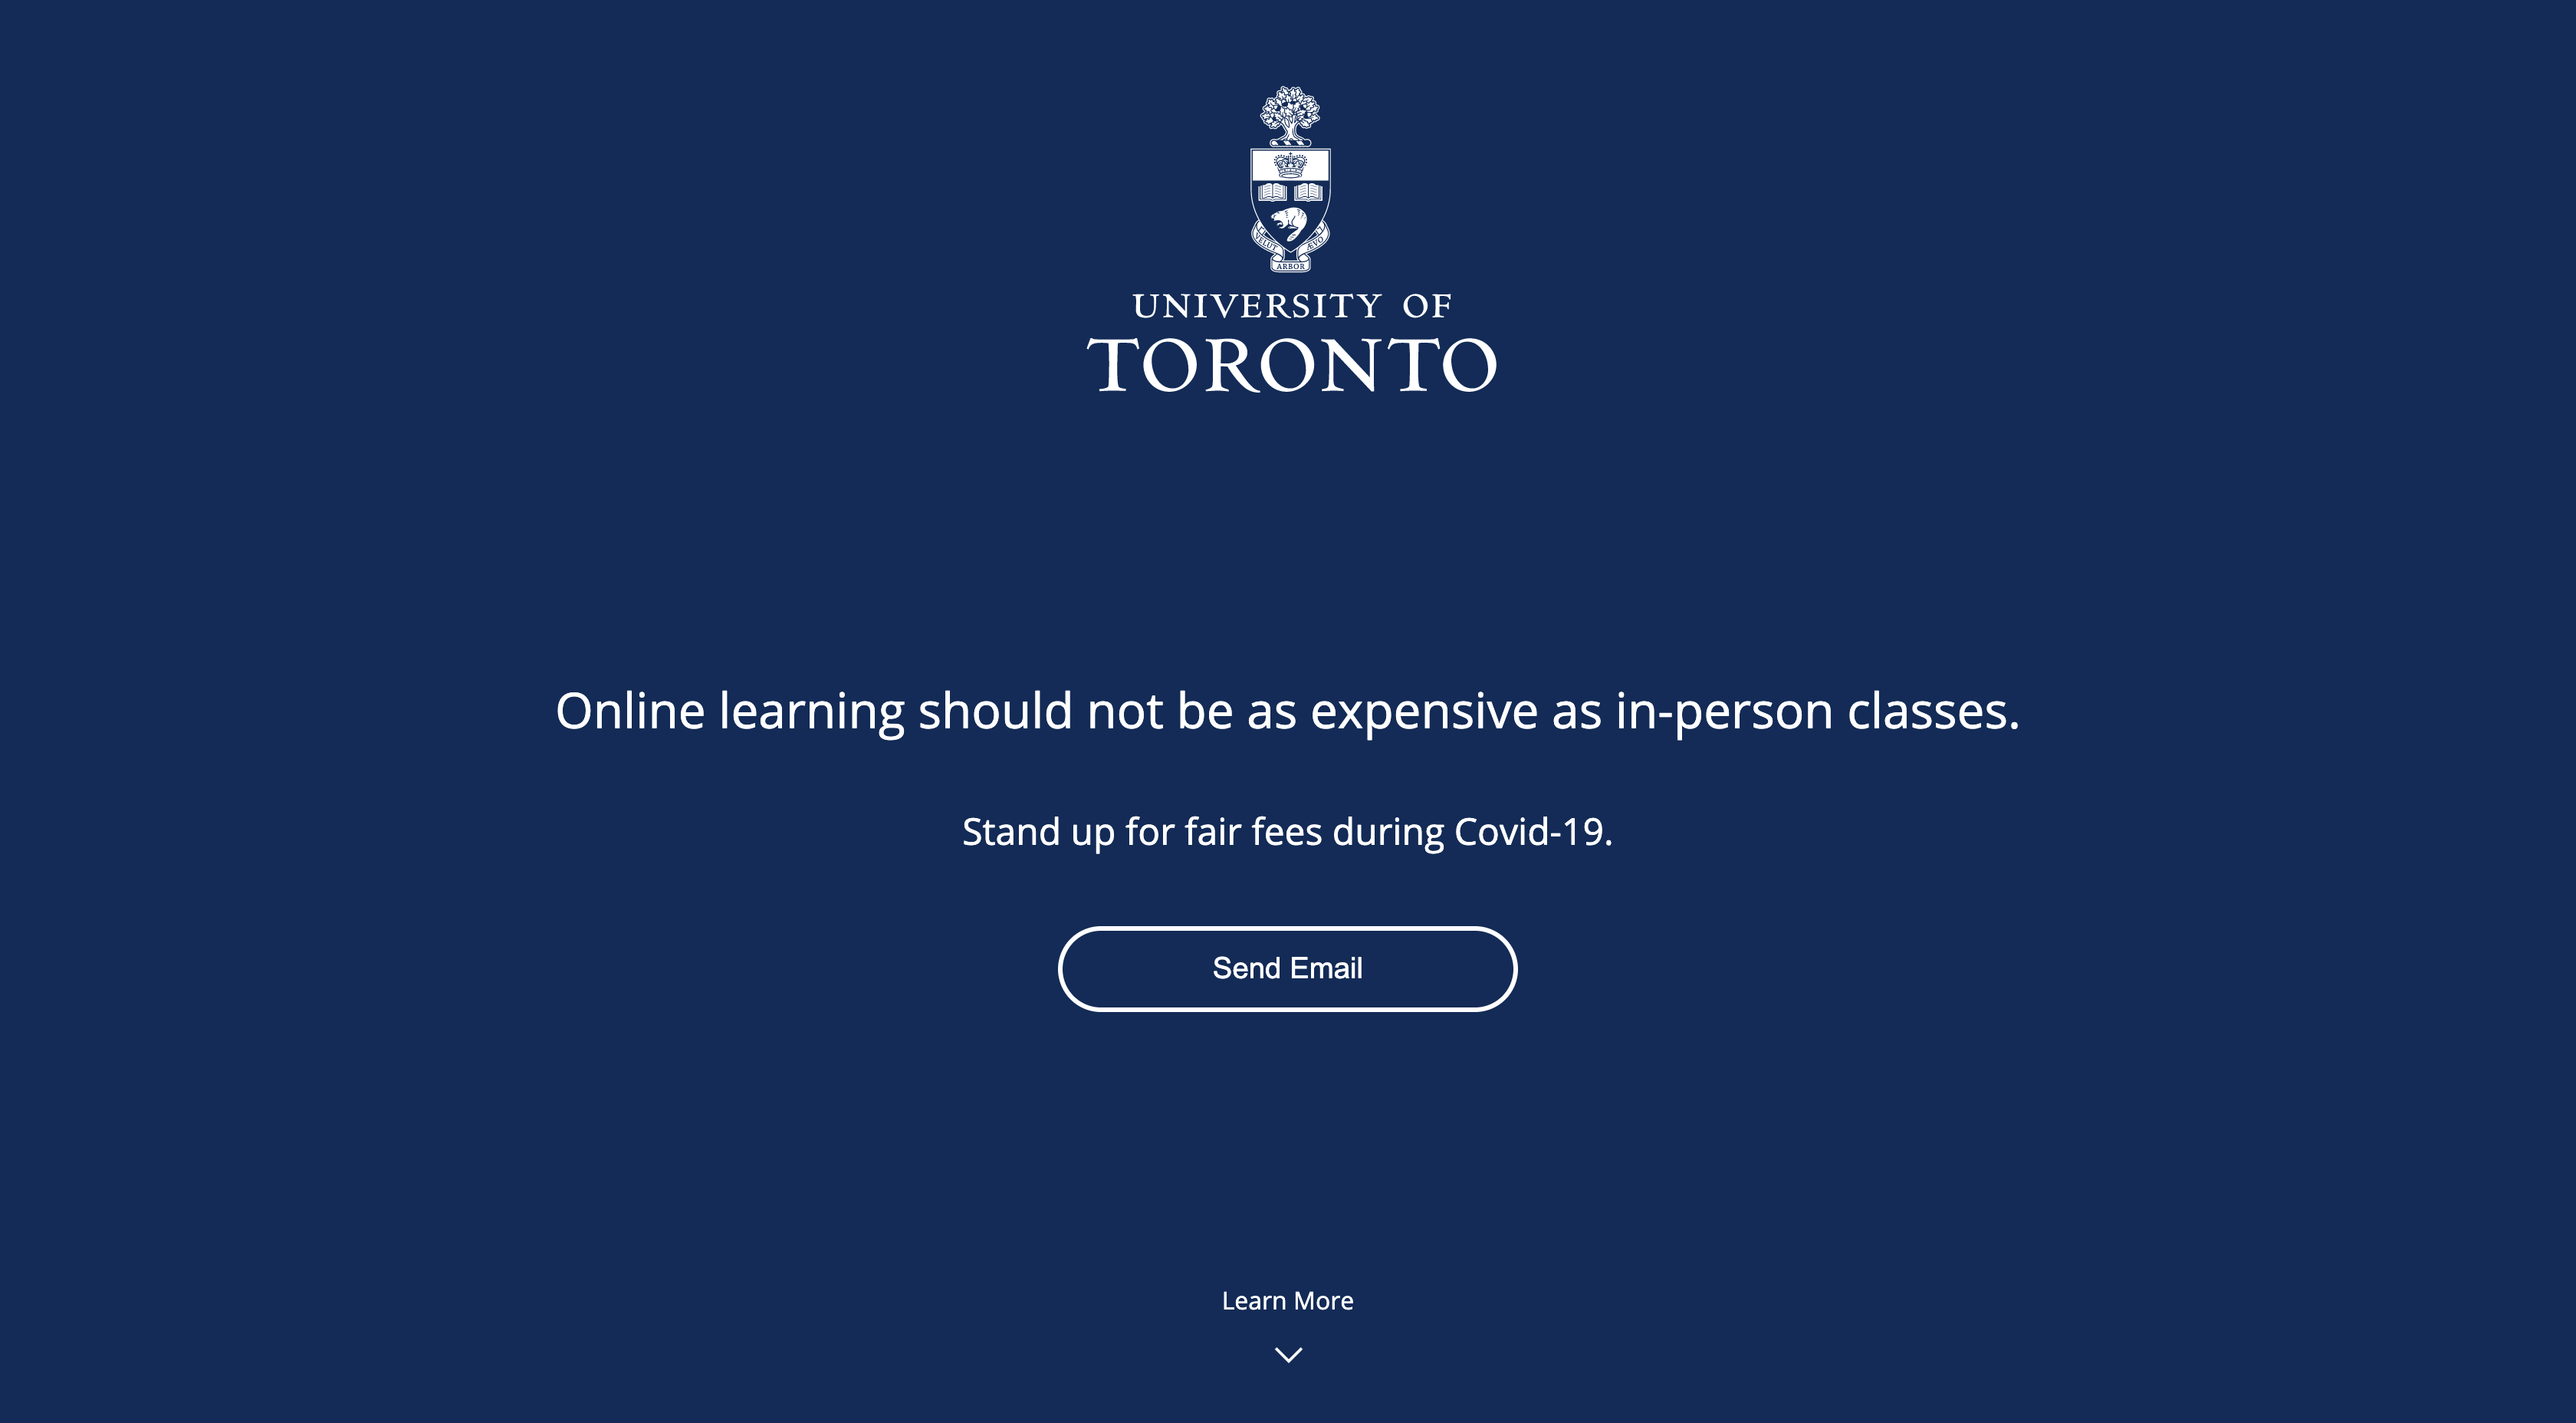 VELUT ARBOR ÆVO
UNIVERSITY OF
TORONTO
Online learning should not be as expensive as in-person classes.
Stand up for fair fees during Covid-19.
Send Email
Learn More